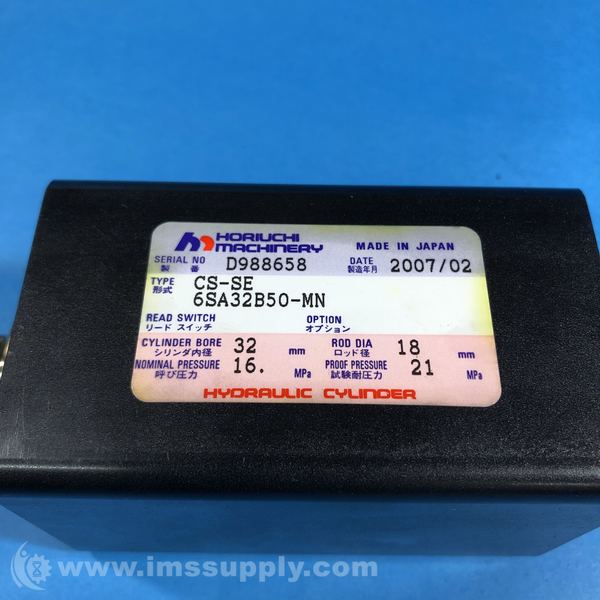 HORIUCHI
MACHINERY
MADE IN JAPAN
SERIAL NO
製 番
D988658
DATE
製造年月
2007/02
TYPE
形式
CS-SE
6SA32B50-MN
READ SWITCH
リード スイッチ
OPTION
オプション
CYLINDER BORE
シリンダ内径
32 mm
ROD DIA
ロッド径
18 mm
NOMINAL PRESSURE
呼び圧力
16. MPa
PROOF PRESSURE
試験耐圧力
21 MPa
HYDRAULIC CYLINDER
www.imssupply.com/